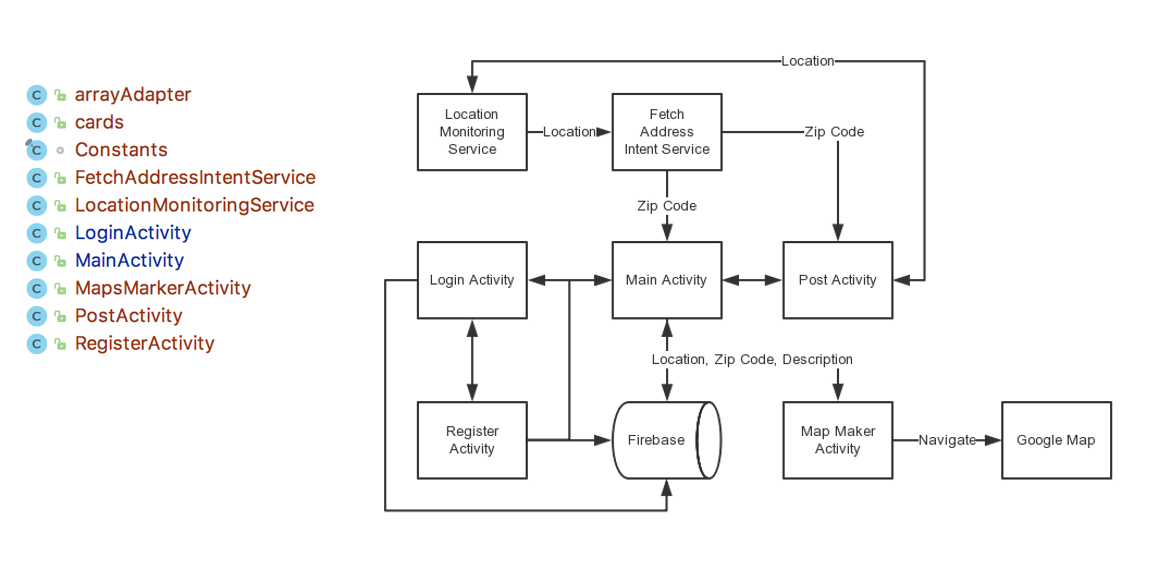 C arrayAdapter
C cards
C Constants
C FetchAddressIntentService
C LocationMonitoringService
C LoginActivity
C MainActivity
C MapsMarkerActivity
C PostActivity
C RegisterActivity
Location
Location
Monitoring
Service
Location
Fetch
Address
Intent Service
Zip Code
Zip Code
Login Activity
Main Activity
Post Activity
Location, Zip Code, Description
Register
Activity
Firebase
Map Maker
Activity
Navigate
Google Map